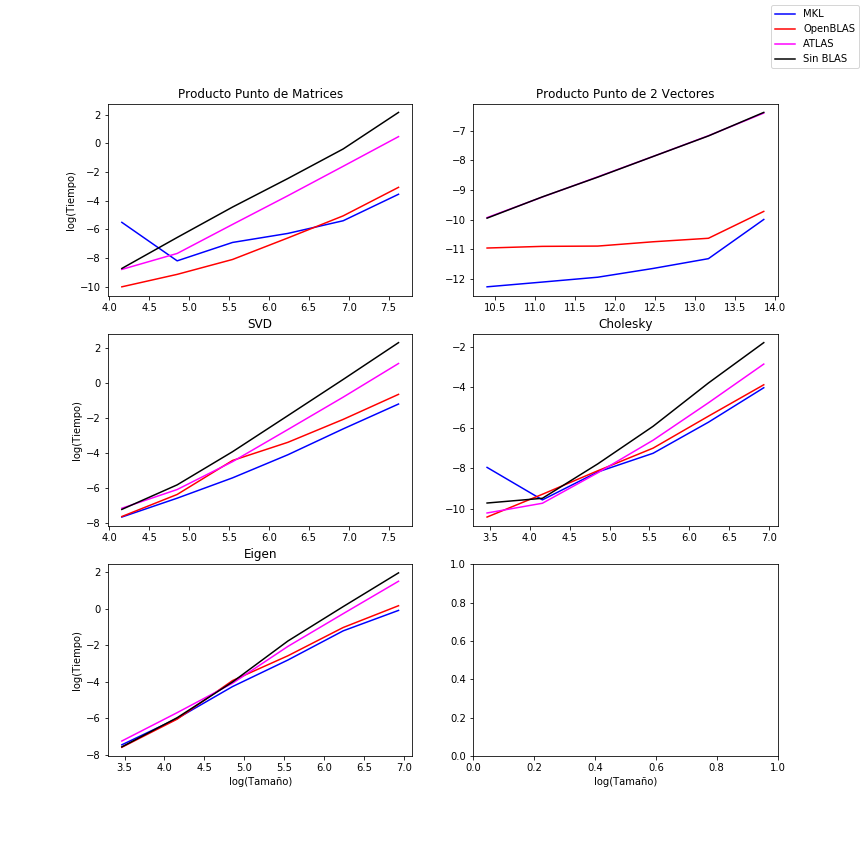 MKL
OpenBLAS
ATLAS
Sin BLAS
Producto Punto de Matrices
log(Tiempo)
2
0
−2
−4
−6
−8
−10
4.0 4.5 5.0 5.5 6.0 6.5 7.0 7.5
Producto Punto de 2 Vectores
−7
−8
−9
−10
−11
−12
10.5 11.0 11.5 12.0 12.5 13.0 13.5 14.0
SVD
log(Tiempo)
2
0
−2
−4
−6
−8
4.0 4.5 5.0 5.5 6.0 6.5 7.0 7.5
Cholesky
−2
−4
−6
−8
−10
3.5 4.0 4.5 5.0 5.5 6.0 6.5 7.0
Eigen
log(Tiempo)
2
0
−2
−4
−6
−8
3.5 4.0 4.5 5.0 5.5 6.0 6.5 7.0
log(Tamaño)
1.0
0.8
0.6
0.4
0.2
0.0
0.0 0.2 0.4 0.6 0.8 1.0
log(Tamaño)